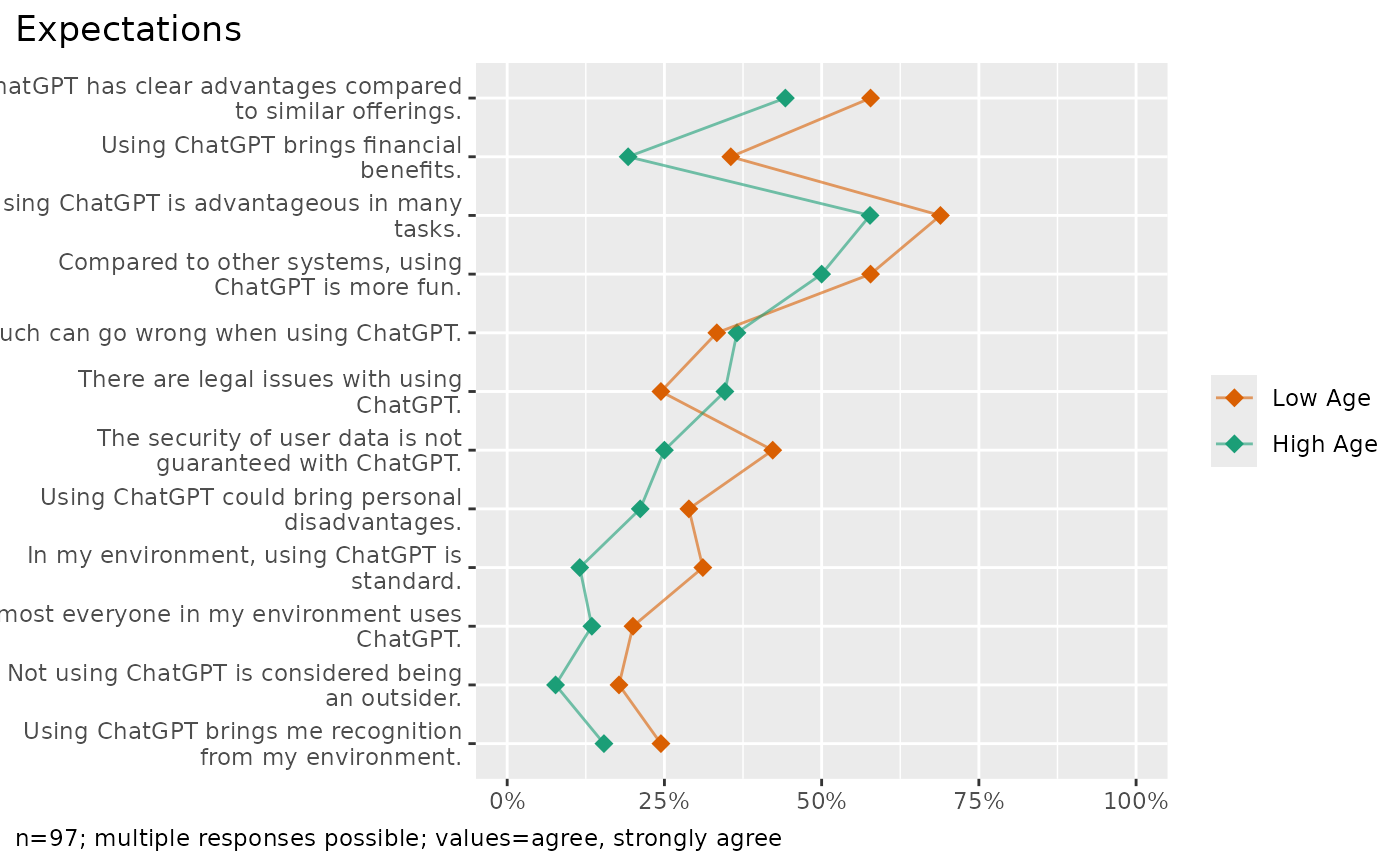 Expectations
hatGPT has clear advantages compared
to similar offerings.
Using ChatGPT brings financial
benefits.
sing ChatGPT is advantageous in many
tasks.
Compared to other systems, using
ChatGPT is more fun.
uch can go wrong when using ChatGPT.
There are legal issues with using
ChatGPT.
The security of user data is not
guaranteed with ChatGPT.
Using ChatGPT could bring personal
disadvantages.
In my environment, using ChatGPT is
standard.
most everyone in my environment uses
ChatGPT.
Not using ChatGPT is considered being
an outsider.
Using ChatGPT brings me recognition
from my environment.
0% 25% 50% 75% 100%
Low Age
High Age
n=97; multiple responses possible; values=agree, strongly agree